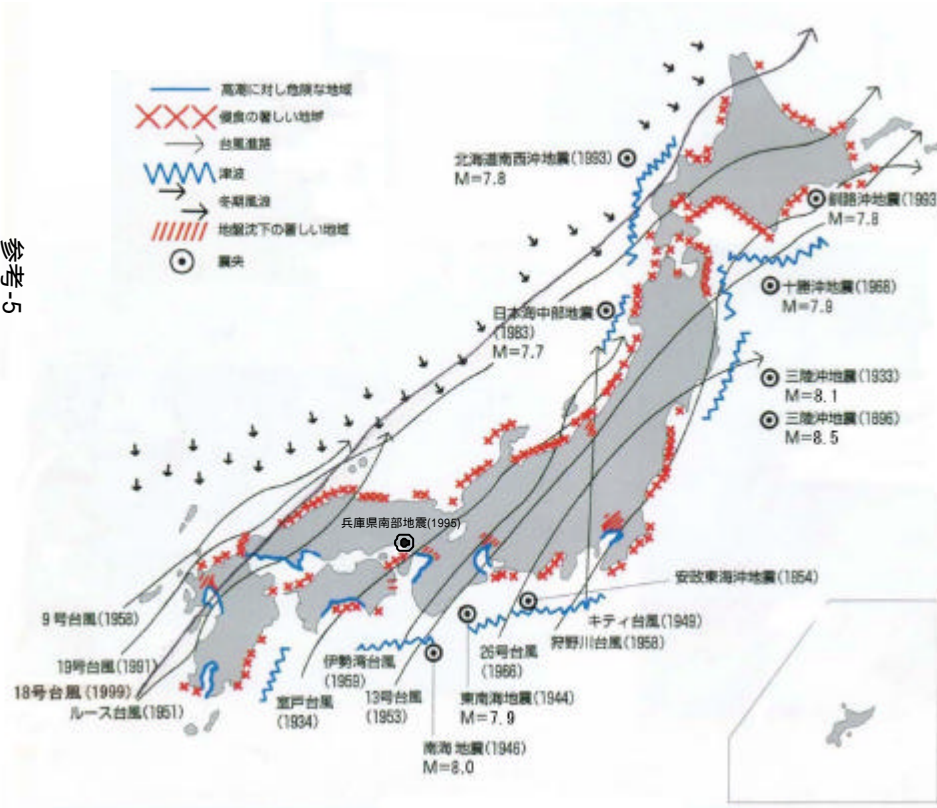 高潮に対し危険な地域
侵食の著しい地域
台風進路
津波
冬期風浪
地盤沈下の著しい地域
震央
参考-5
北海道南西沖地震(1993)
M=7.8
釧路沖地震(1993
M=7.8
十勝沖地震(1968)
M=7.9
日本海中部地震
(1983)
M=7.7
三陸沖地震(1933)
M=8.1
三陸沖地震(1896)
M=8.5
兵庫県南部地震(1995)
安政東海沖地震(1854)
キティ台風(1949)
狩野川台風(1958)
26号台風
(1966)
東南海地震(1944)
M=7.9
南海地震(1946)
M=8.0
13号台風
(1953)
伊勢湾台風
(1959)
室戸台風
(1934)
9号台風(1958)
19号台風(1991)
18号台風(1999)
ルース台風(1951)